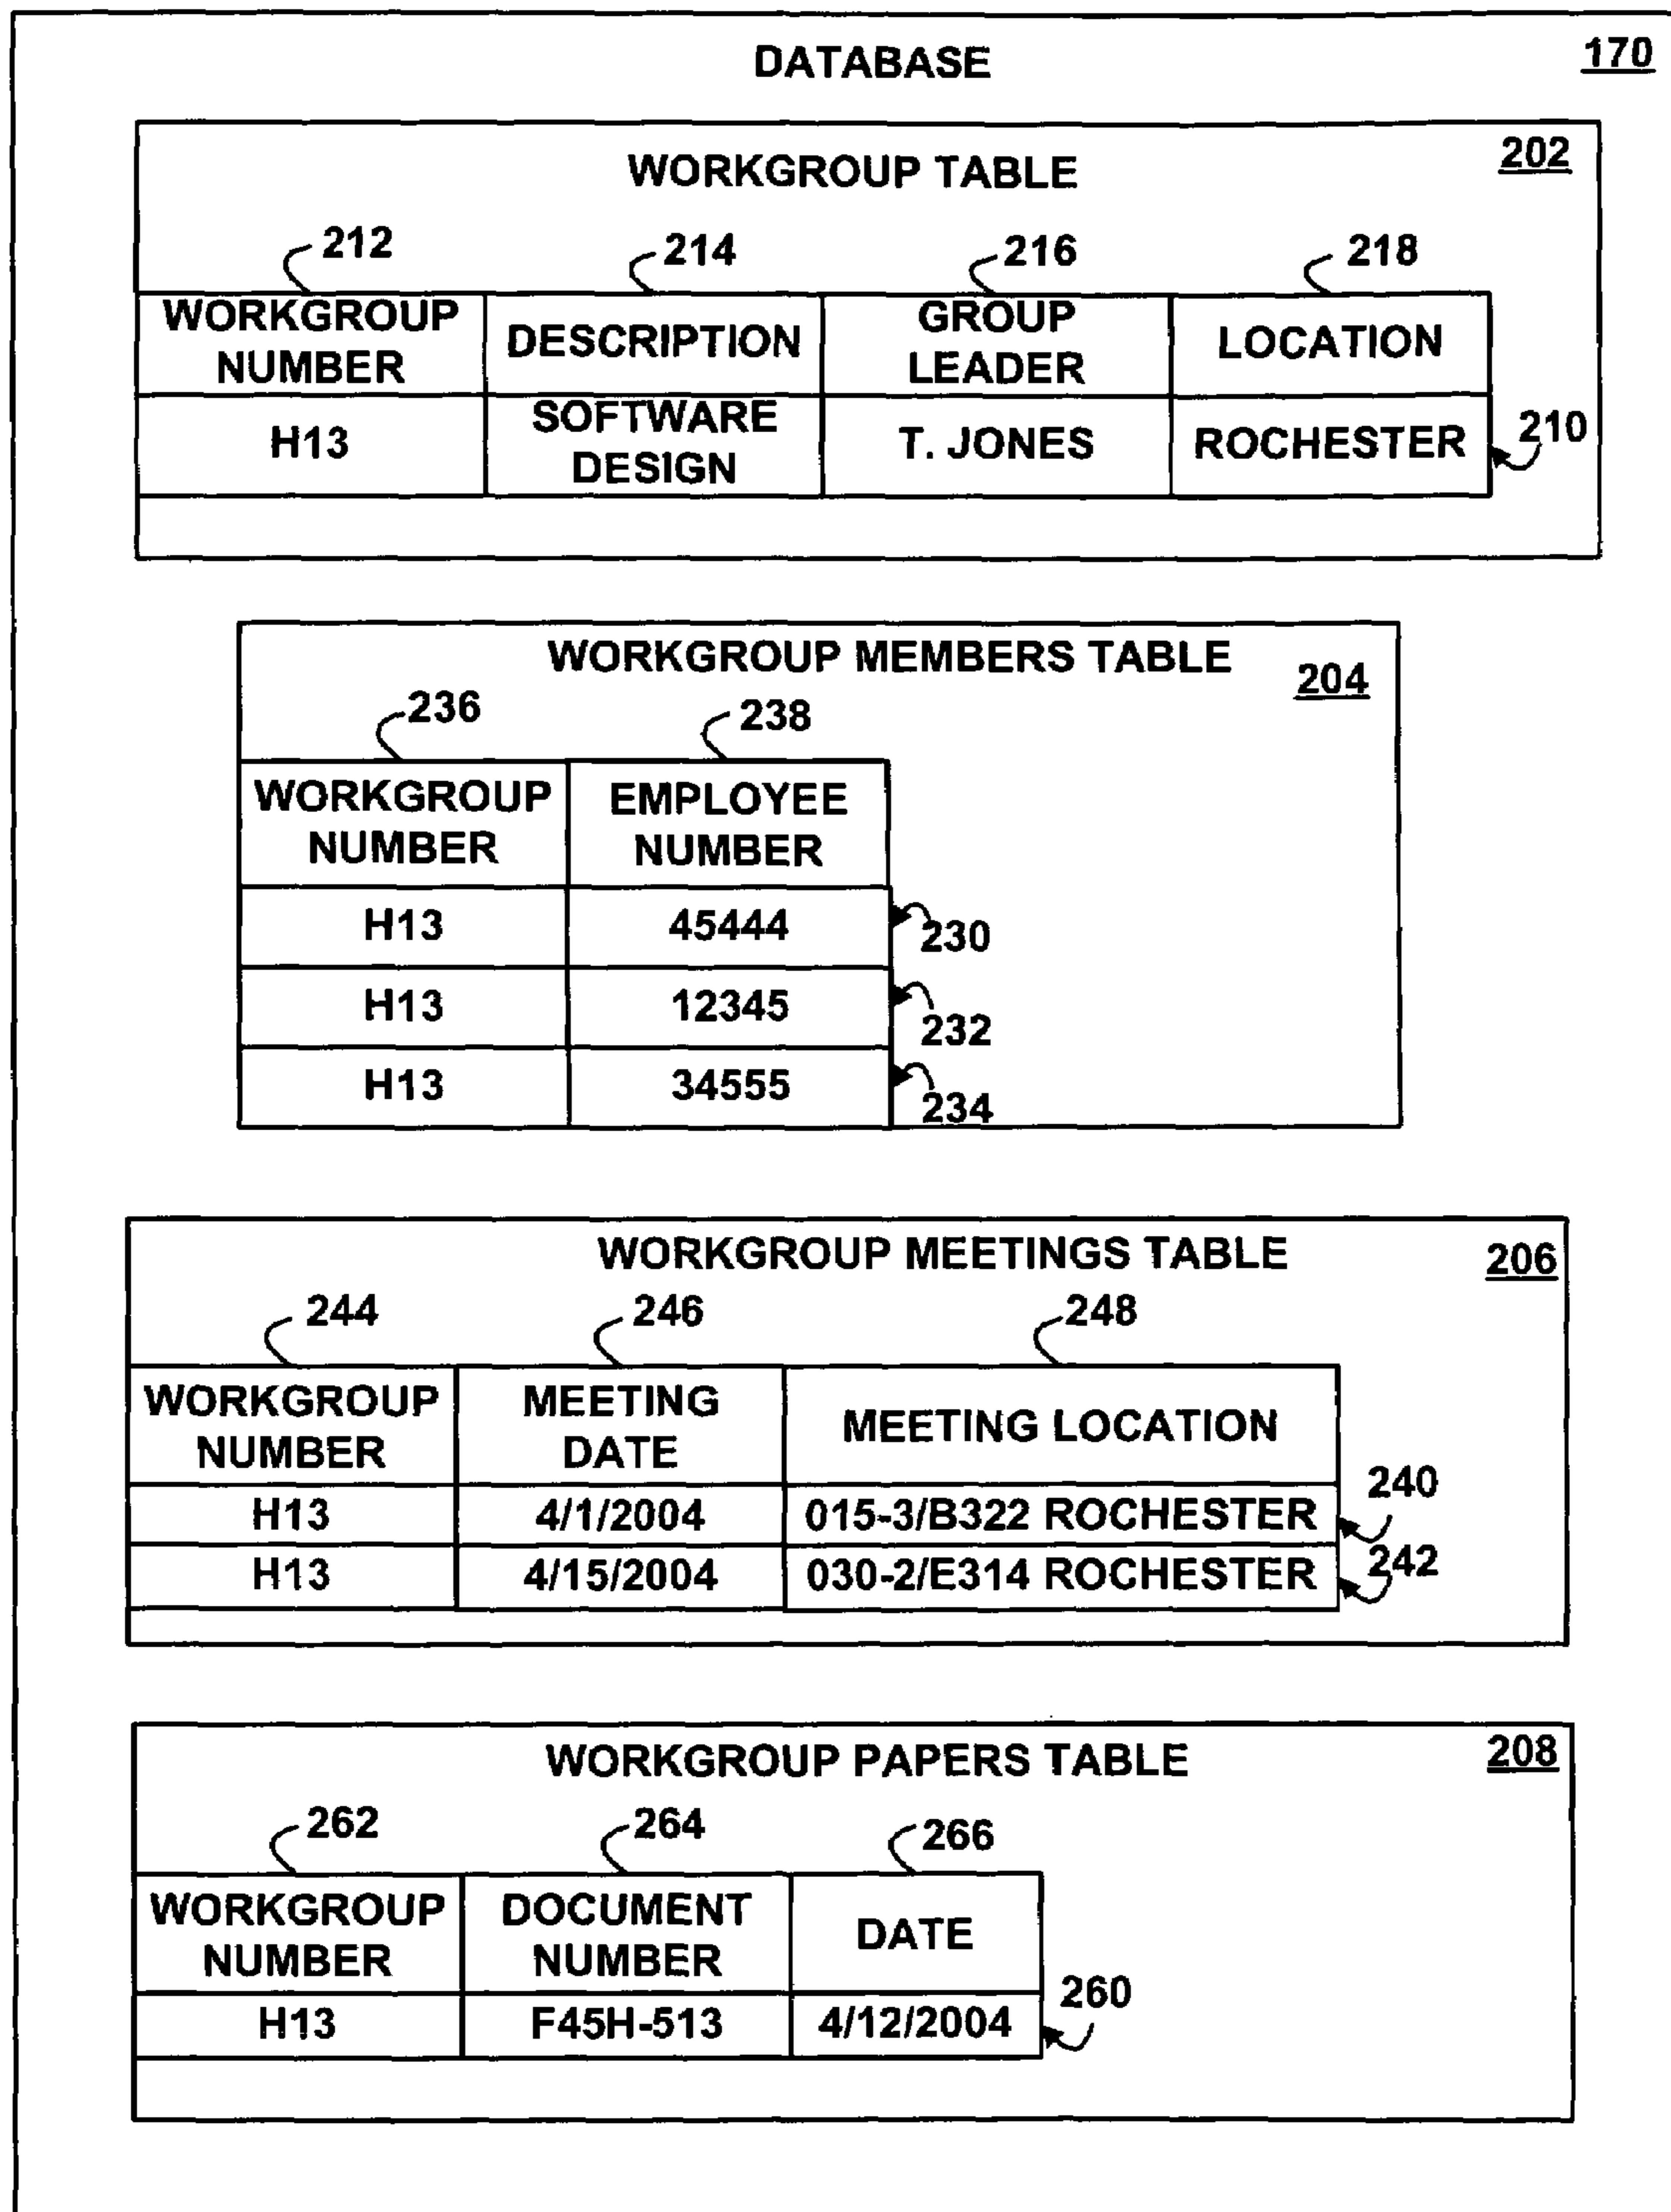 DATABASE 170
WORKGROUP TABLE 202
212 214 216 218
WORKGROUP NUMBER DESCRIPTION GROUP LEADER LOCATION
H13 SOFTWARE DESIGN T. JONES ROCHESTER 210
WORKGROUP MEMBERS TABLE 204
236 238
WORKGROUP NUMBER EMPLOYEE NUMBER
H13 45444 230
H13 12345 232
H13 34555 234
WORKGROUP MEETINGS TABLE 206
244 246 248
WORKGROUP NUMBER MEETING DATE MEETING LOCATION
H13 4/1/2004 015-3/B322 ROCHESTER 240
H13 4/15/2004 030-2/E314 ROCHESTER 242
WORKGROUP PAPERS TABLE 208
262 264 266
WORKGROUP NUMBER DOCUMENT NUMBER DATE
H13 F45H-513 4/12/2004 260